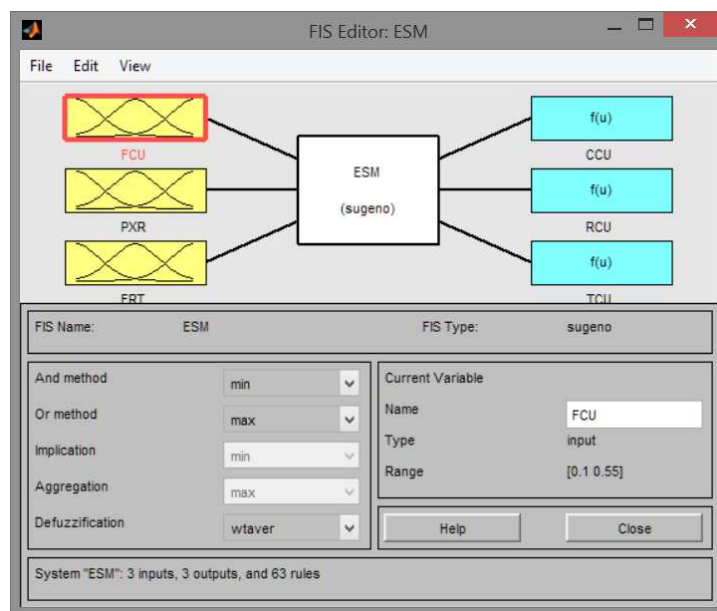 FIS Editor: ESM
File Edit View
FCU
PXR
ERT
ESM
(sugeno)
f(u)
CCU
f(u)
RCU
f(u)
TCU
FIS Name: ESM FIS Type: sugeno
And method min
Or method max
Implication min
Aggregation max
Defuzzification wtaver
Current Variable
Name FCU
Type input
Range [0.1 0.55]
Help Close
System "ESM": 3 inputs, 3 outputs, and 63 rules